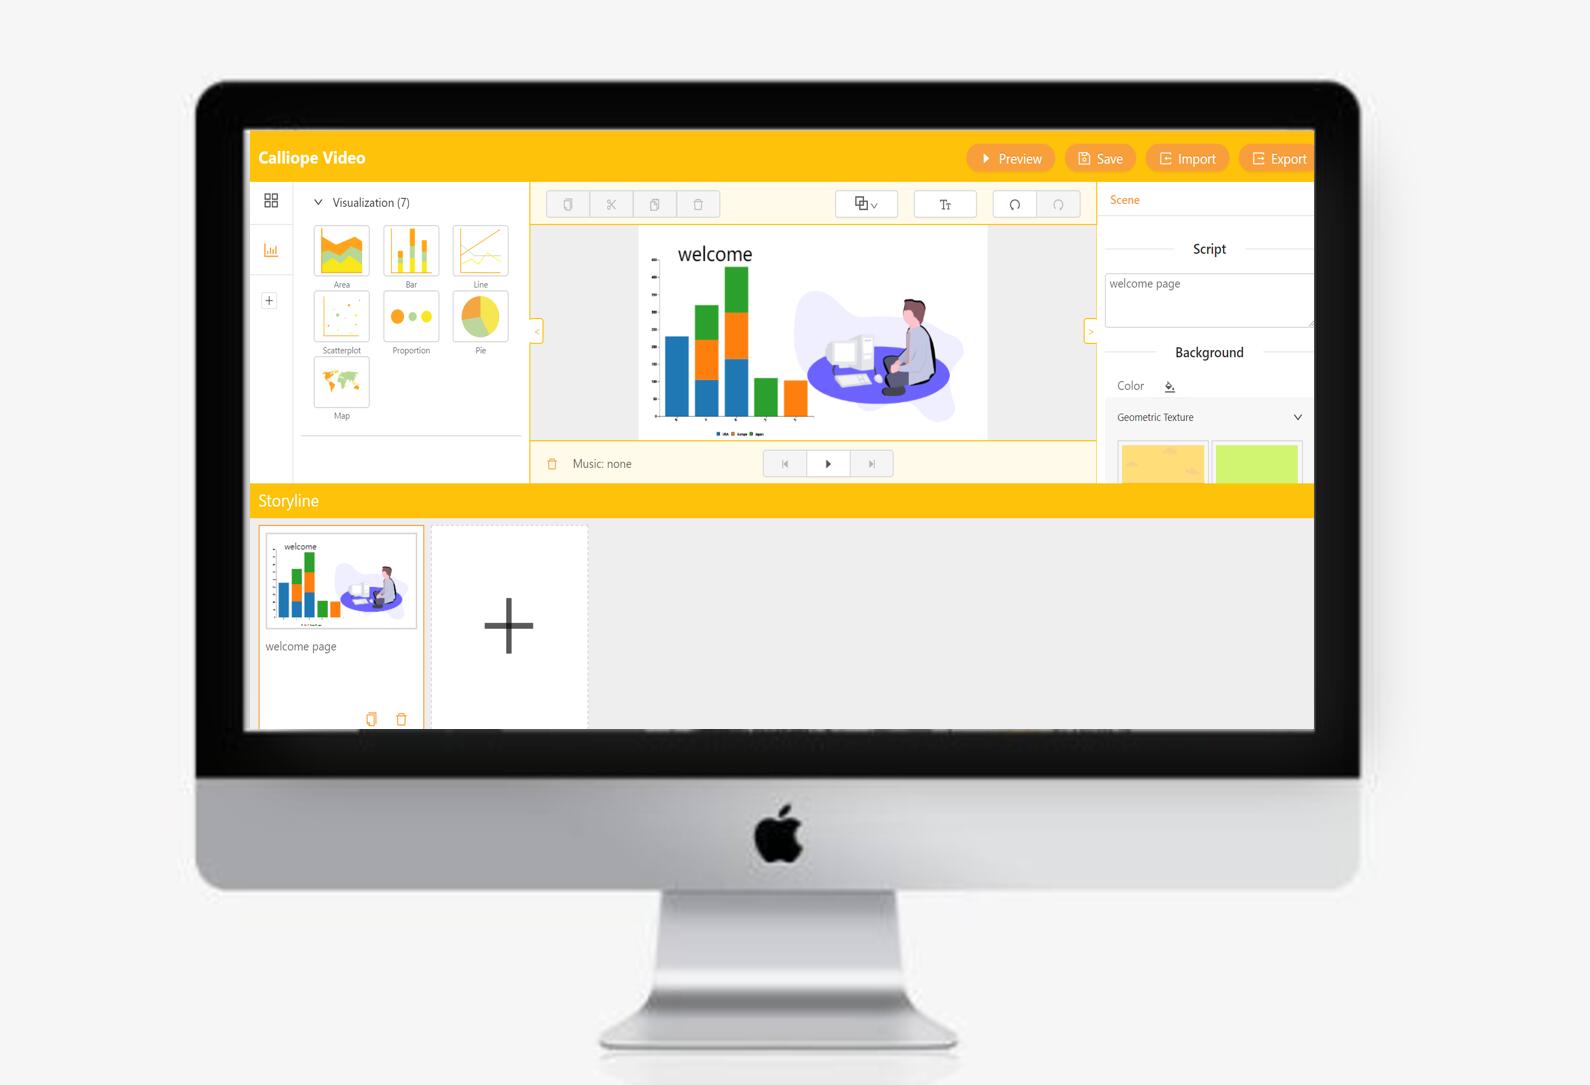 Calliope Video
Preview
Save
Import
Export
Visualization (7)
Area
Bar
Line
Scatterplot
Proportion
Pie
Map
welcome
Music: none
Scene
Script
welcome page
Background
Color
Geometric Texture
Storyline
welcome
welcome page